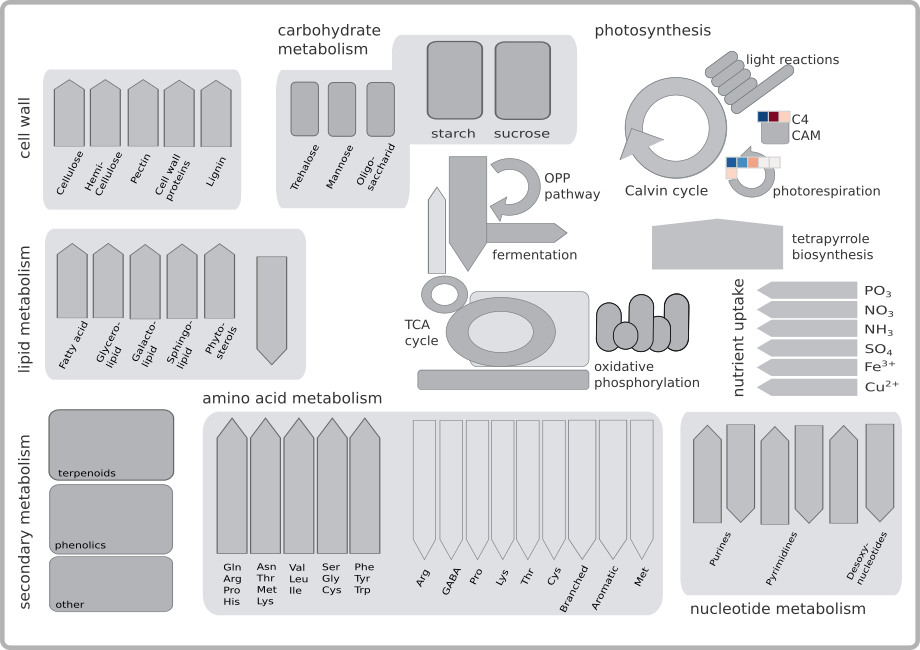 carbohydrate
metabolism
photosynthesis
cell wall
Cellulose
Hemi-
Cellulose
Pectin
Cell wall
proteins
Lignin
Trehalose
Mannose
Oligo-
saccharid
starch
sucrose
light reactions
C4
CAM
Calvin cycle
photorespiration
OPP
pathway
fermentation
tetrapyrrole
biosynthesis
lipid metabolism
Fatty acid
Glycero-
lipid
Galacto-
lipid
Sphingo-
lipid
Phyto-
sterols
TCA
cycle
oxidative
phosphorylation
nutrient uptake
PO3
NO3
NH3
SO4
Fe3+
Cu2+
secondary metabolism
terpenoids
phenolics
other
amino acid metabolism
Gln
Arg
Pro
His
Asn
Thr
Met
Lys
Val
Leu
Ile
Ser
Gly
Cys
Phe
Tyr
Trp
Arg
GABA
Pro
Lys
Thr
Cys
Branched
Aromatic
Met
Purines
Pyrimidines
Desoxy-
nucleotides
nucleotide metabolism